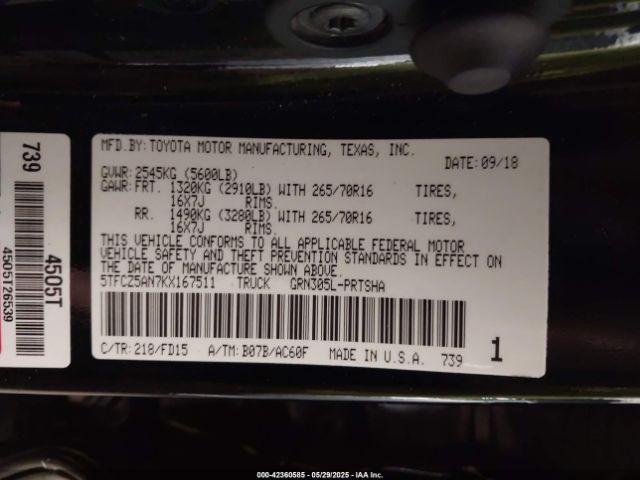 MFD.BY:TOYOTA MOTOR MANUFACTURING, TEXAS, INC.
DATE:09/18
GVWR:2545KG (5600LB)
GAWR:FRT. 1320KG (2910LB) WITH 265/70R16 TIRES,
16X7J RIMS.
RR. 1490KG (3280LB) WITH 265/70R16 TIRES,
16X7J RIMS.
THIS VEHICLE CONFORMS TO ALL APPLICABLE FEDERAL MOTOR
VEHICLE SAFETY AND THEFT PREVENTION STANDARDS IN EFFECT ON
THE DATE OF MANUFACTURE SHOWN ABOVE.
5TFCZ5AN7KX167511 TRUCK GRN305L-PRTSHA
C/TR:218/FD15 A/TM:B07B/AC60F MADE IN U.S.A. 739
1
739
4505T
4505T26539
000-42360585 - 05/29/2025 - IAA Inc.